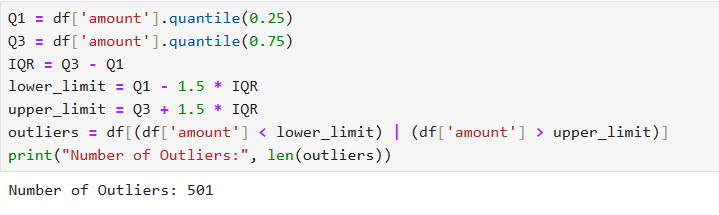 Q1 = df['amount'].quantile(0.25)
Q3 = df['amount'].quantile(0.75)
IQR = Q3 - Q1
lower_limit = Q1 - 1.5 * IQR
upper_limit = Q3 + 1.5 * IQR
outliers = df[(df['amount'] < lower_limit) | (df['amount'] > upper_limit)]
print("Number of Outliers:", len(outliers))
Number of Outliers: 501